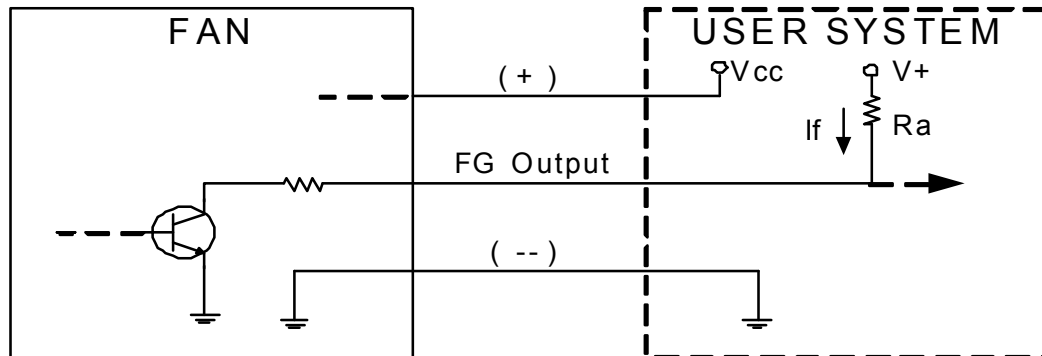 FAN
USER SYSTEM
( + )
Vcc
V+
If
Ra
FG Output
( -- )